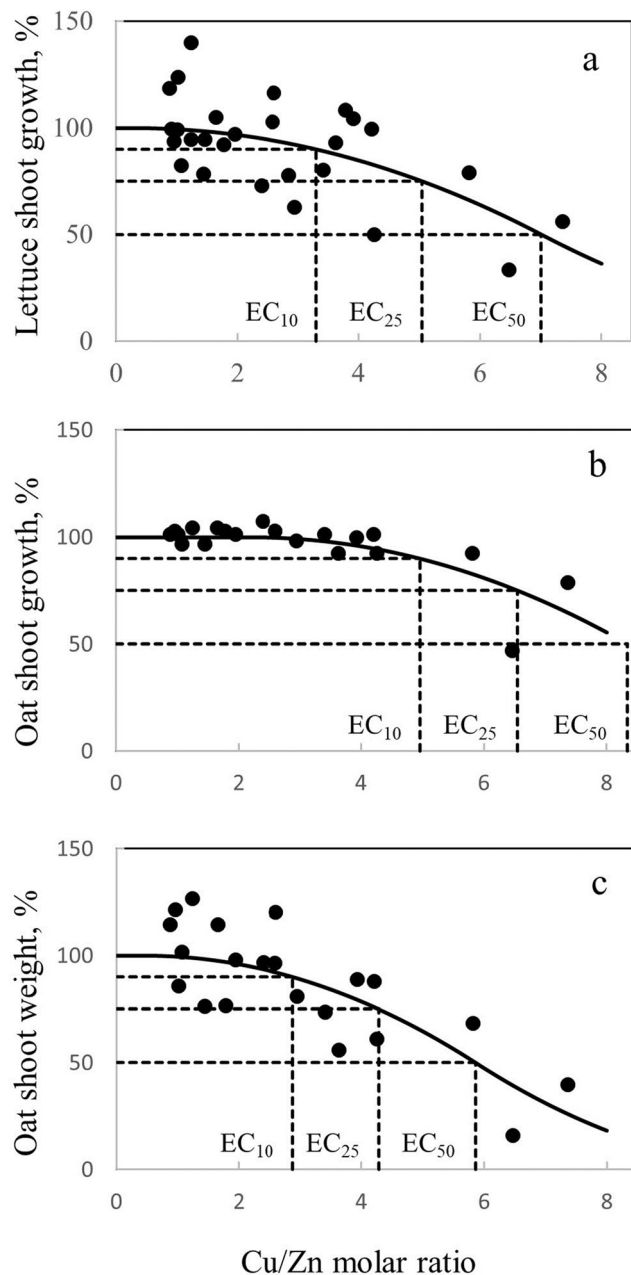 150
a
100
50
0
Lettuce shoot growth, %
EC10 EC25 EC50
0 2 4 6 8
150
b
100
50
0
Oat shoot growth, %
EC10 EC25 EC50
0 2 4 6 8
150
c
100
50
0
Oat shoot weight, %
EC10 EC25 EC50
0 2 4 6 8
Cu/Zn molar ratio